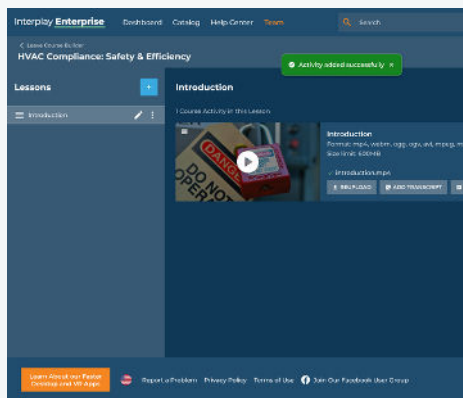 Interplay Enterprise Dashboard Catalog Help Center Team Search
Leave Course Builder
HVAC Compliance: Safety & Effici
Activity added successfully ×
Lessons +
Introduction
Introduction
1 Course Activity in this Lesson
DANGER
DO NOT
OPER
Introduction
Format: mp4, webm, ogg, ogv, avi, mpeg, m
Size limit: 600MB
introduction.mp4
REUPLOAD ADD TRANSCRIPT
Learn About our Faster
Desktop and VR Apps
Report a Problem Privacy Policy Terms of Use Join Our Facebook User Group